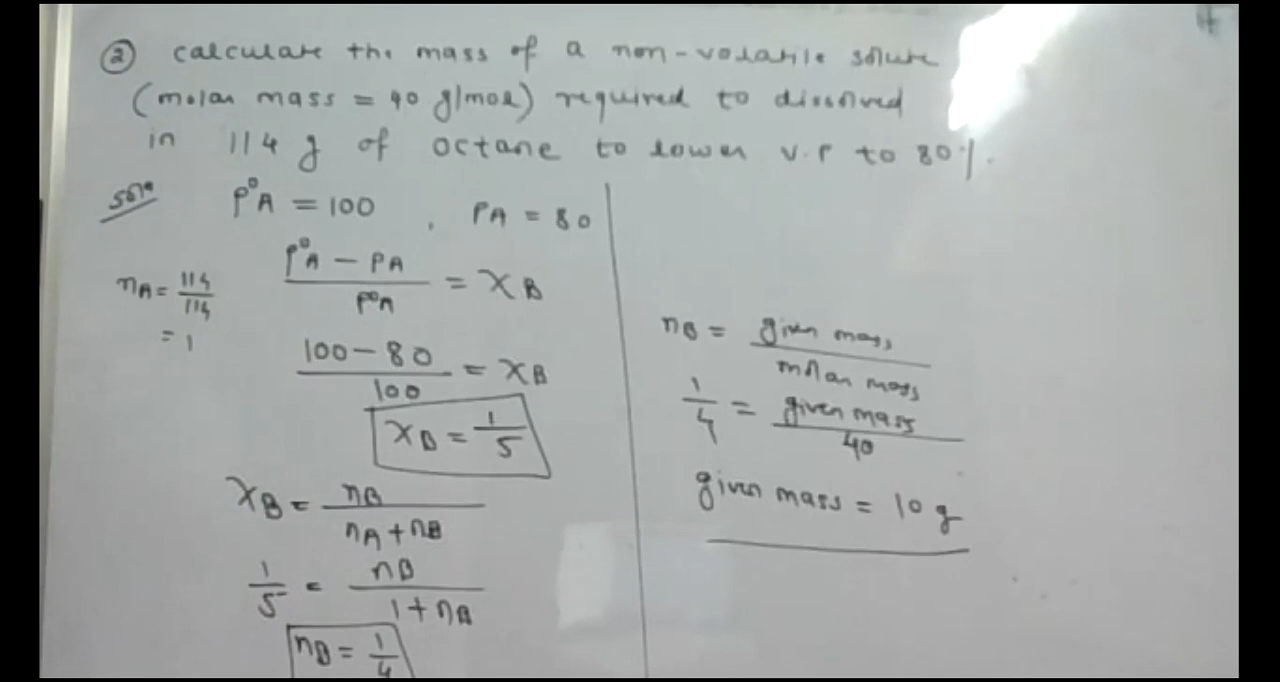 ② calculate the mass of a non-volatile solute
(molar mass = 40 g/mol) required to dissolved
in 114 g of octane to lower V.P to 80%.
Soln P°A = 100 , PA = 80
nA = 114/114
= 1
P°A - PA / P°A = XB
100 - 80 / 100 = XB
XB = 1/5
XB = nB / nA + nB
1/5 = nB / 1 + nB
nB = 1/4
nB = given mass / molar mass
1/4 = given mass / 40
given mass = 10 g